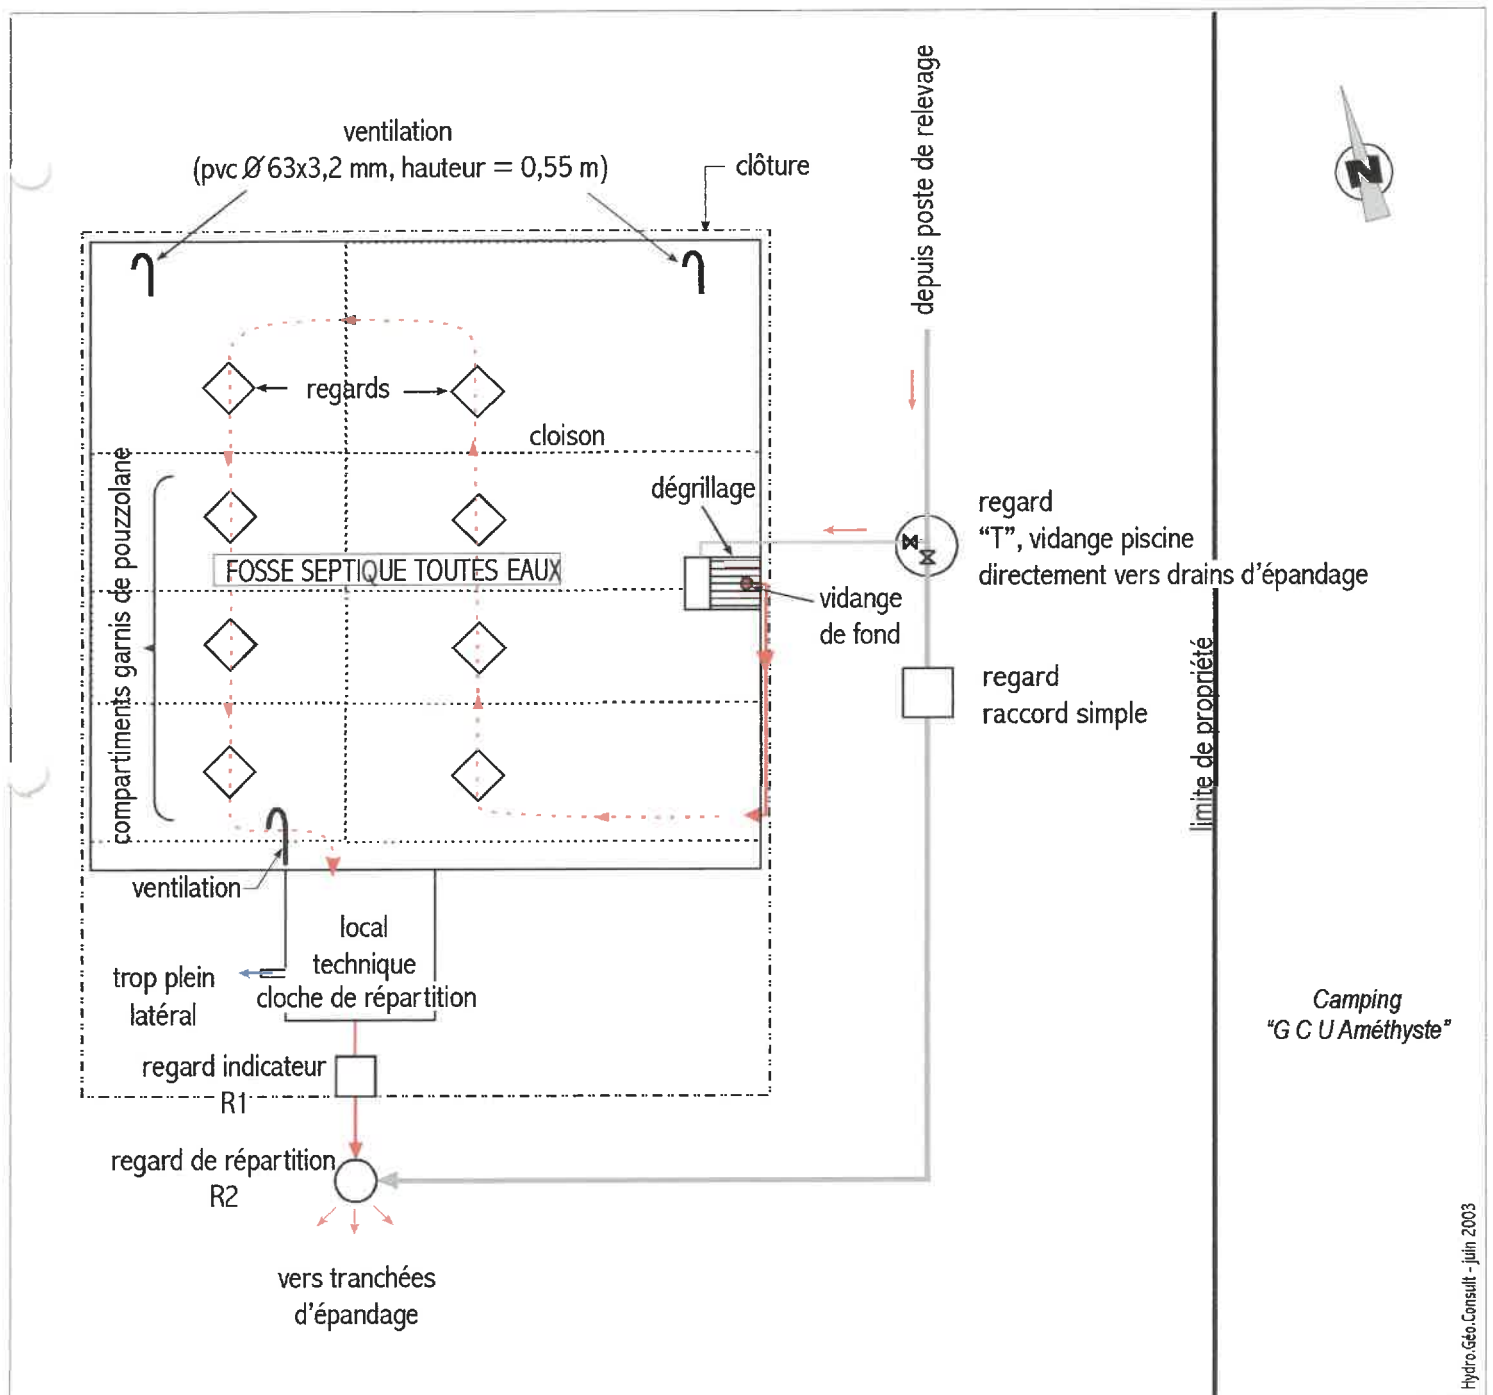 ventilation
(pvc Ø 63x3,2 mm, hauteur = 0,55 m)
clôture
depuis poste de relevage
N
regards
cloison
dégrillage
compartiments garnis de pouzzolane
FOSSE SEPTIQUE TOUTES EAUX
regard
"T", vidange piscine
directement vers drains d'épandage
vidange
de fond
regard
raccord simple
limite de propriété
ventilation
local
technique
cloche de répartition
trop plein
latéral
regard indicateur
R1
regard de répartition
R2
vers tranchées
d'épandage
Camping
"G C U Améthyste"
Hydro.Géo.Consult - juin 2003